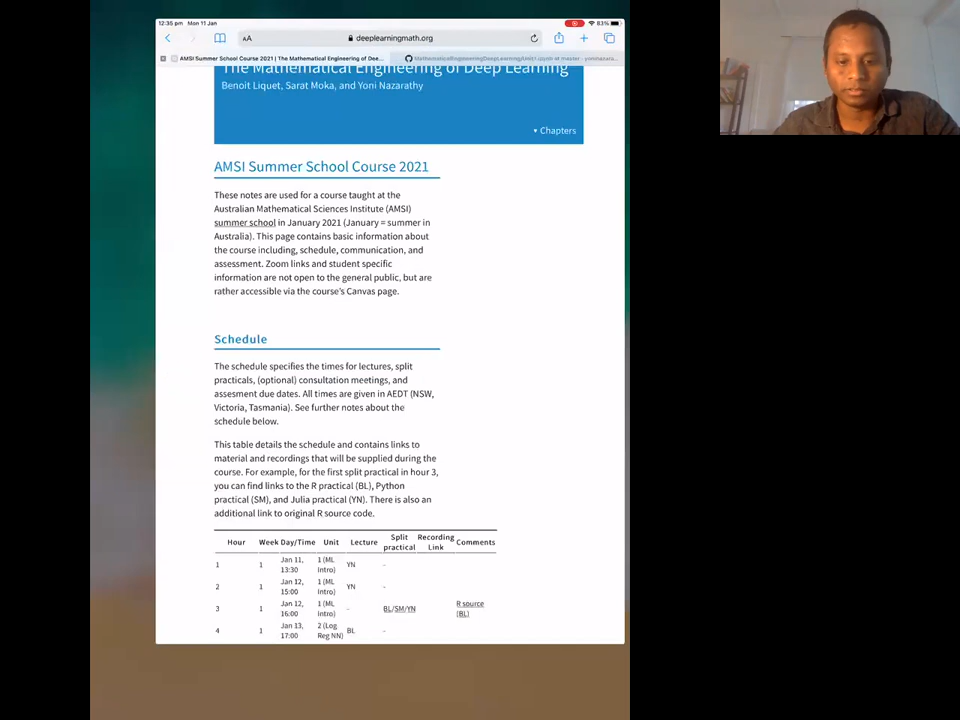 12:35 pm Mon 11 Jan
83%
AA
deeplearningmath.org
AMSI Summer School Course 2021 | The Mathematical Engineering of Dee...
The Mathematical Engineering of Deep Learning
Benoit Liquet, Sarat Moka, and Yoni Nazarathy
Chapters
AMSI Summer School Course 2021
These notes are used for a course taught at the
Australian Mathematical Sciences Institute (AMSI)
summer school in January 2021 (January = summer in
Australia). This page contains basic information about
the course including, schedule, communication, and
assessment. Zoom links and student specific
information are not open to the general public, but are
rather accessible via the course's Canvas page.
Schedule
The schedule specifies the times for lectures, split
practicals, (optional) consultation meetings, and
assesment due dates. All times are given in AEDT (NSW,
Victoria, Tasmania). See further notes about the
schedule below.
This table details the schedule and contains links to
material and recordings that will be supplied during the
course. For example, for the first split practical in hour 3,
you can find links to the R practical (BL), Python
practical (SM), and Julia practical (YN). There is also an
additional link to original R source code.
Hour Week Day/Time Unit Lecture Split practical Recording Link Comments
1 1 Jan 11, 13:30 1 (ML Intro) YN -
2 1 Jan 12, 15:00 1 (ML Intro) YN -
3 1 Jan 12, 16:00 1 (ML Intro) - BL/SM/YN R source (BL)
4 1 Jan 13, 17:00 2 (Log Reg NN) BL -